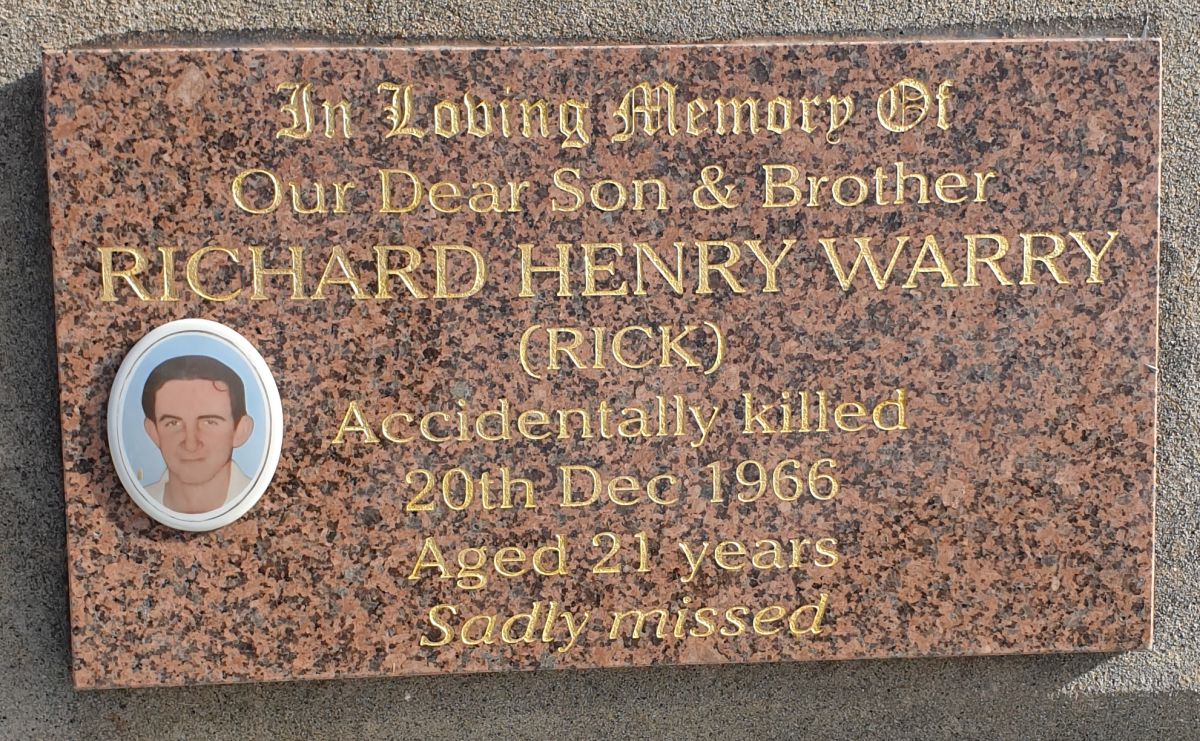 In Loving Memory Of
Our Dear Son & Brother
RICHARD HENRY WARRY
(RICK)
Accidentally killed
20th Dec 1966
Aged 21 years
Sadly missed